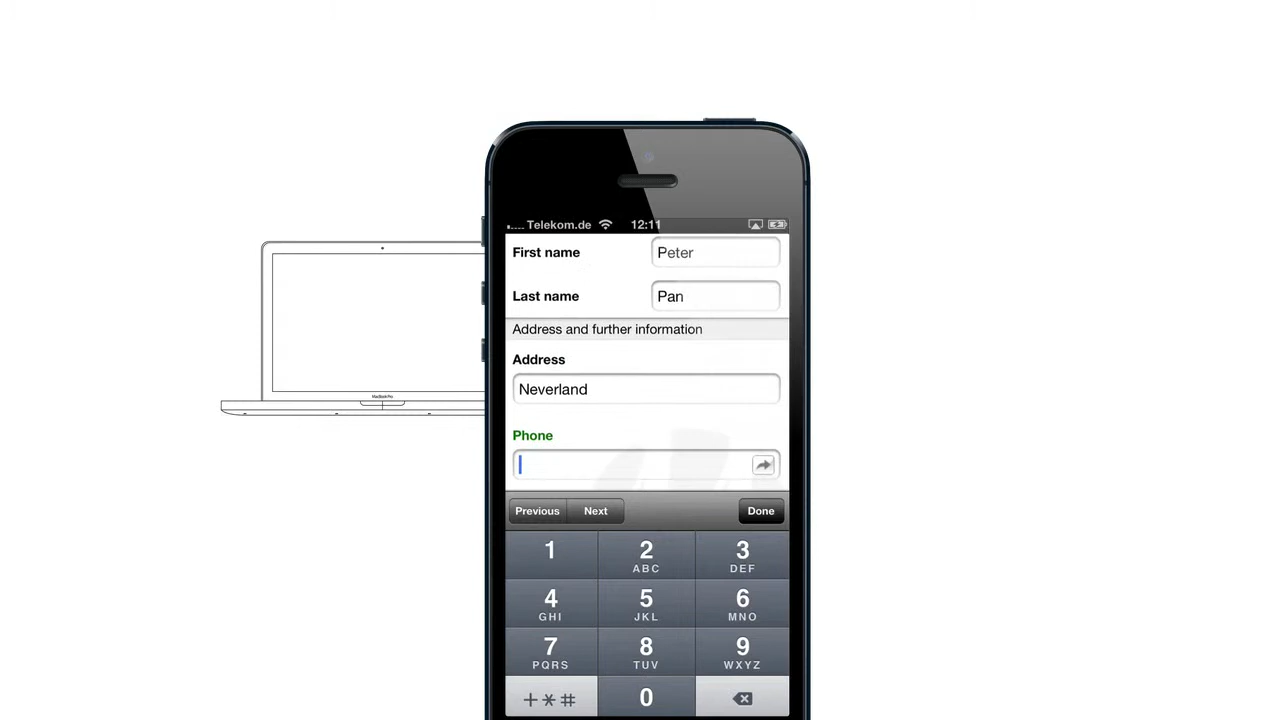 Telekom.de 12:11
First name Peter
Last name Pan
Address and further information
Address
Neverland
Phone
Previous Next Done
1 2 3
ABC DEF
4 5 6
GHI JKL MNO
7 8 9
PQRS TUV WXYZ
+*# 0
MacBook Pro